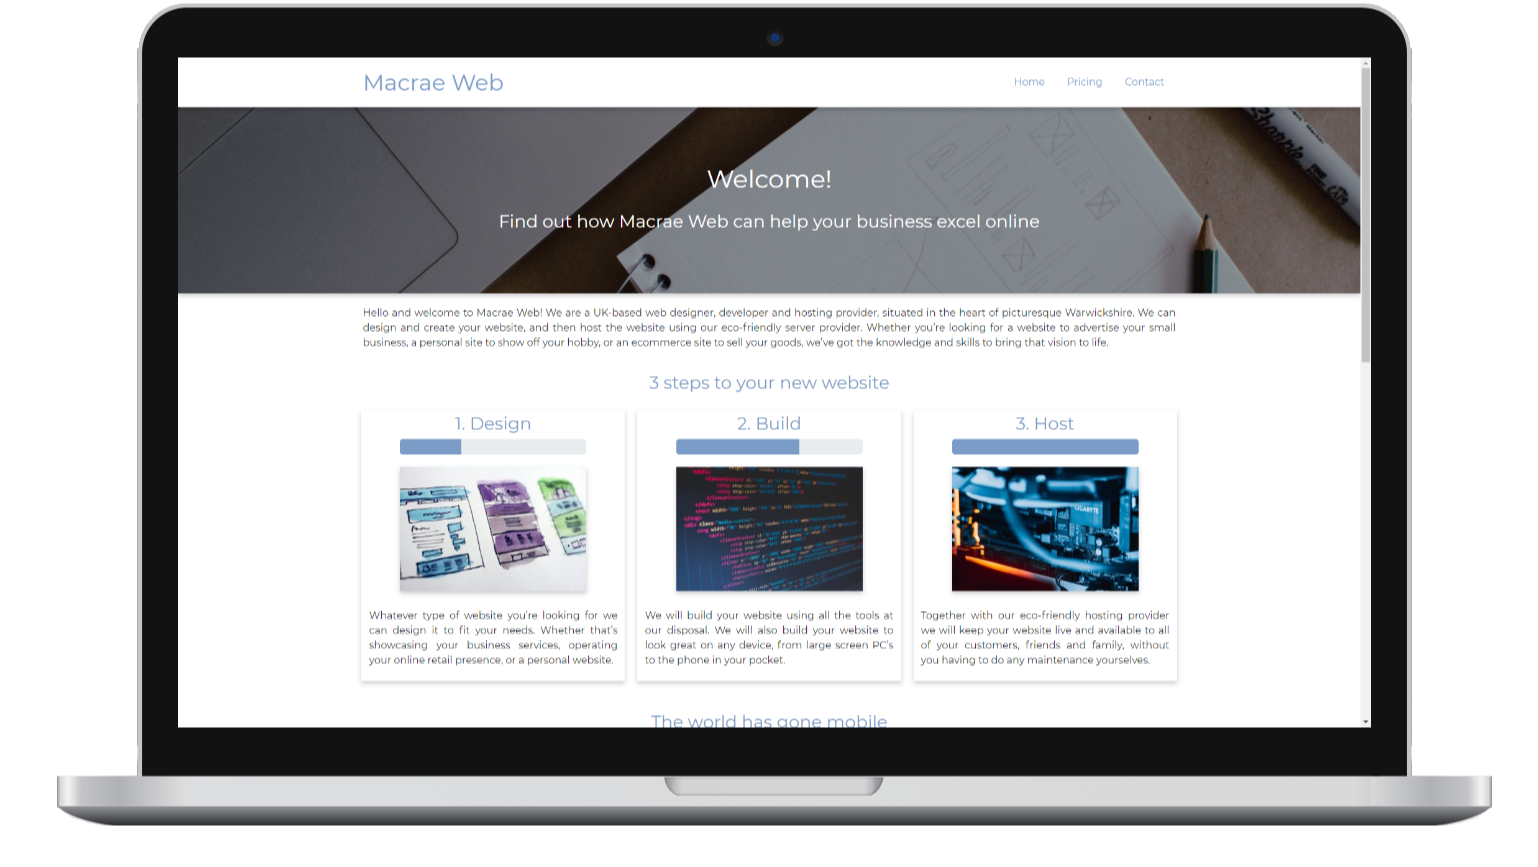 Macrae Web
Home Pricing Contact
Sharpie
Welcome!
Find out how Macrae Web can help your business excel online
Hello and welcome to Macrae Web! We are a UK-based web designer, developer and hosting provider, situated in the heart of picturesque Warwickshire. We can
design and create your website, and then host the website using our eco-friendly server provider. Whether you're looking for a website to advertise your small
business, a personal site to show off your hobby, or an ecommerce site to sell your goods, we've got the knowledge and skills to bring that vision to life.
3 steps to your new website
1. Design
Whatever type of website you're looking for we
can design it to fit your needs. Whether that's
showcasing your business services, operating
your online retail presence, or a personal website.
2. Build
We will build your website using all the tools at
our disposal. We will also build your website to
look great on any device, from large screen PC's
to the phone in your pocket.
3. Host
GIGABYTE
Together with our eco-friendly hosting provider
we will keep your website live and available to all
of your customers, friends and family, without
you having to do any maintenance yourselves.
The world has gone mobile